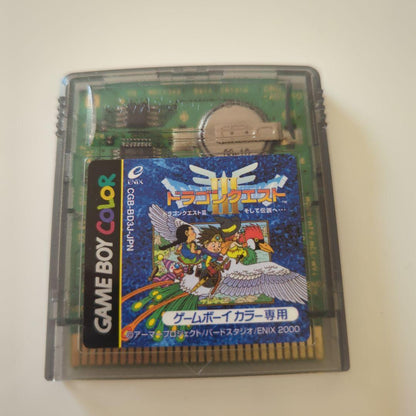 ENIX
CGB-BD3J-JPN
GAME BOY COLOR
ドラゴンクエスト
III
ドラゴンクエストIII
そして伝説へ…
ゲームボーイカラー専用
©アーマープロジェクト/バードスタジオ/ENIX 2000